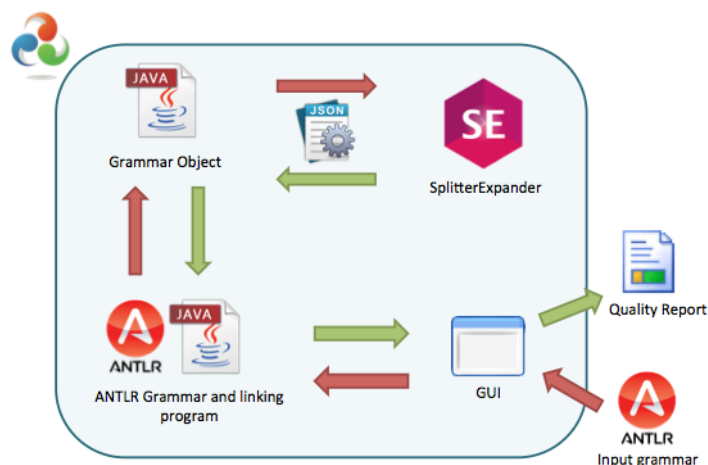 JAVA
JSON
SE
Grammar Object
SplitterExpander
JAVA
ANTLR
ANTLR Grammar and linking
program
GUI
Quality Report
ANTLR
Input grammar